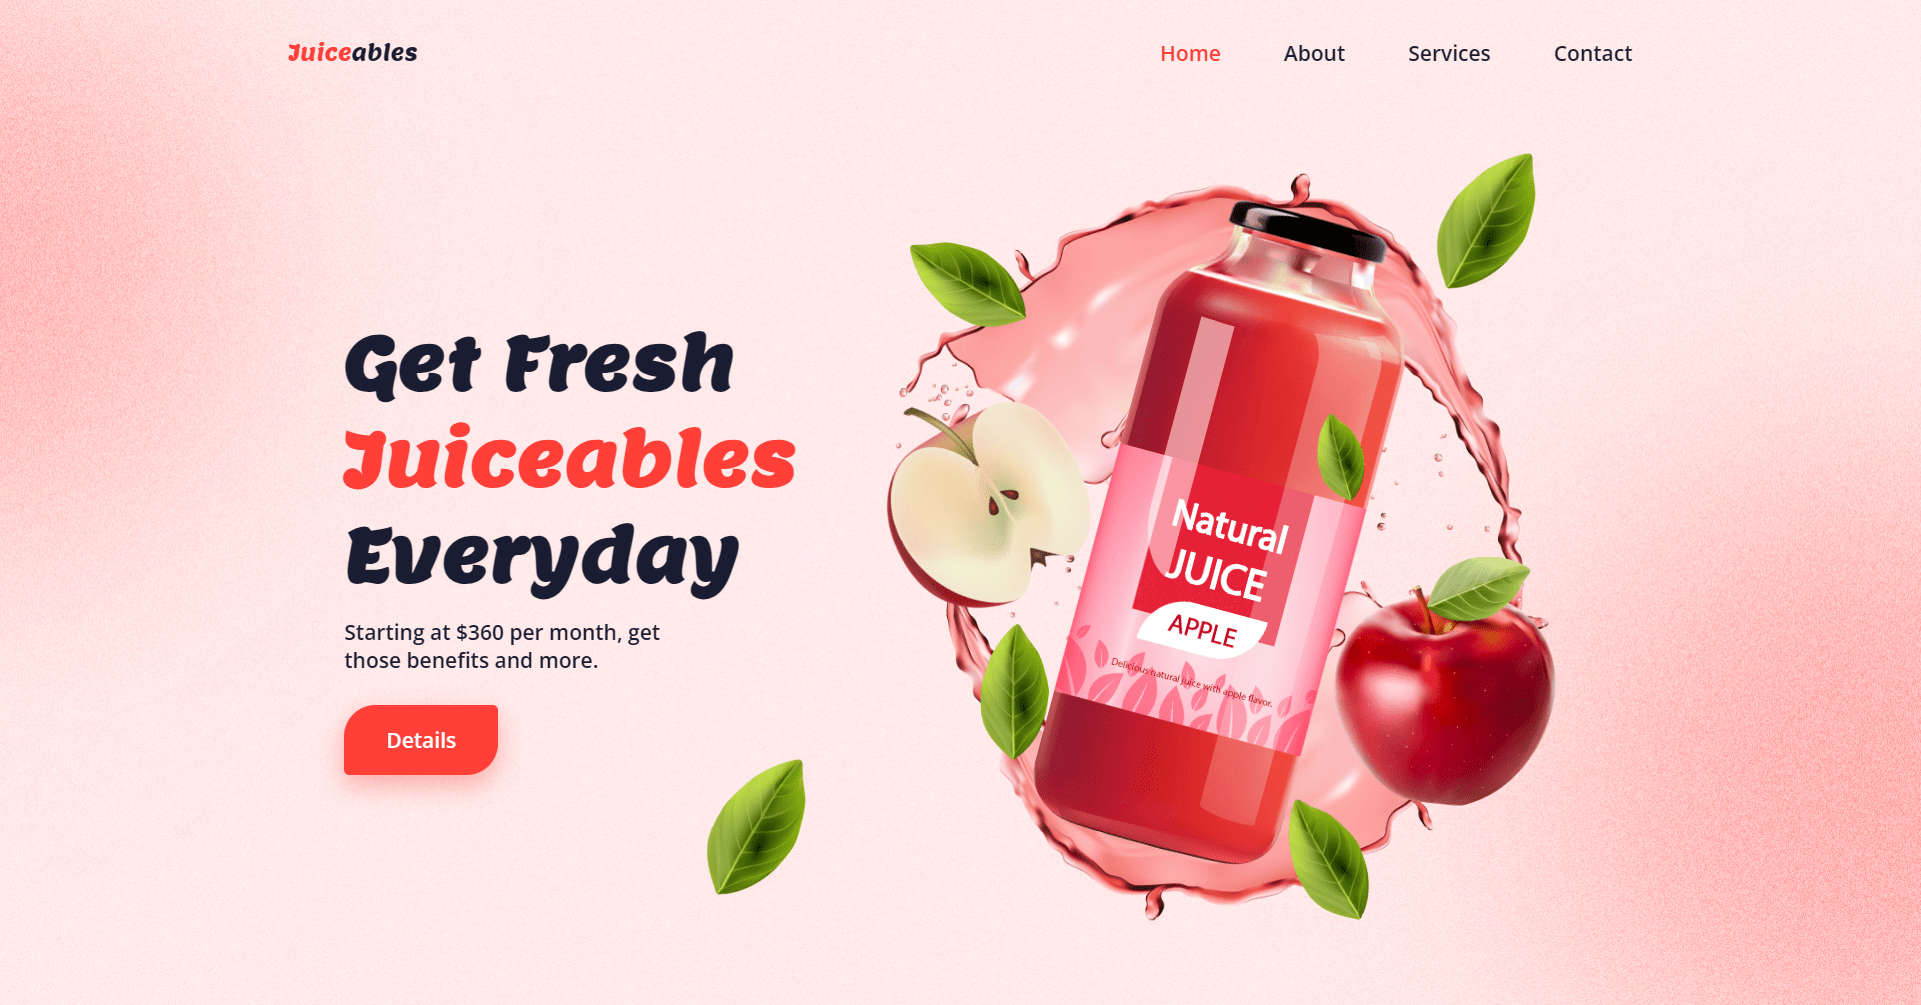 Juiceables
Home About Services Contact
Get Fresh
Juiceables
Everyday
Starting at $360 per month, get
those benefits and more.
Details
Natural
JUICE
APPLE
Delicious natural juice with apple flavor.